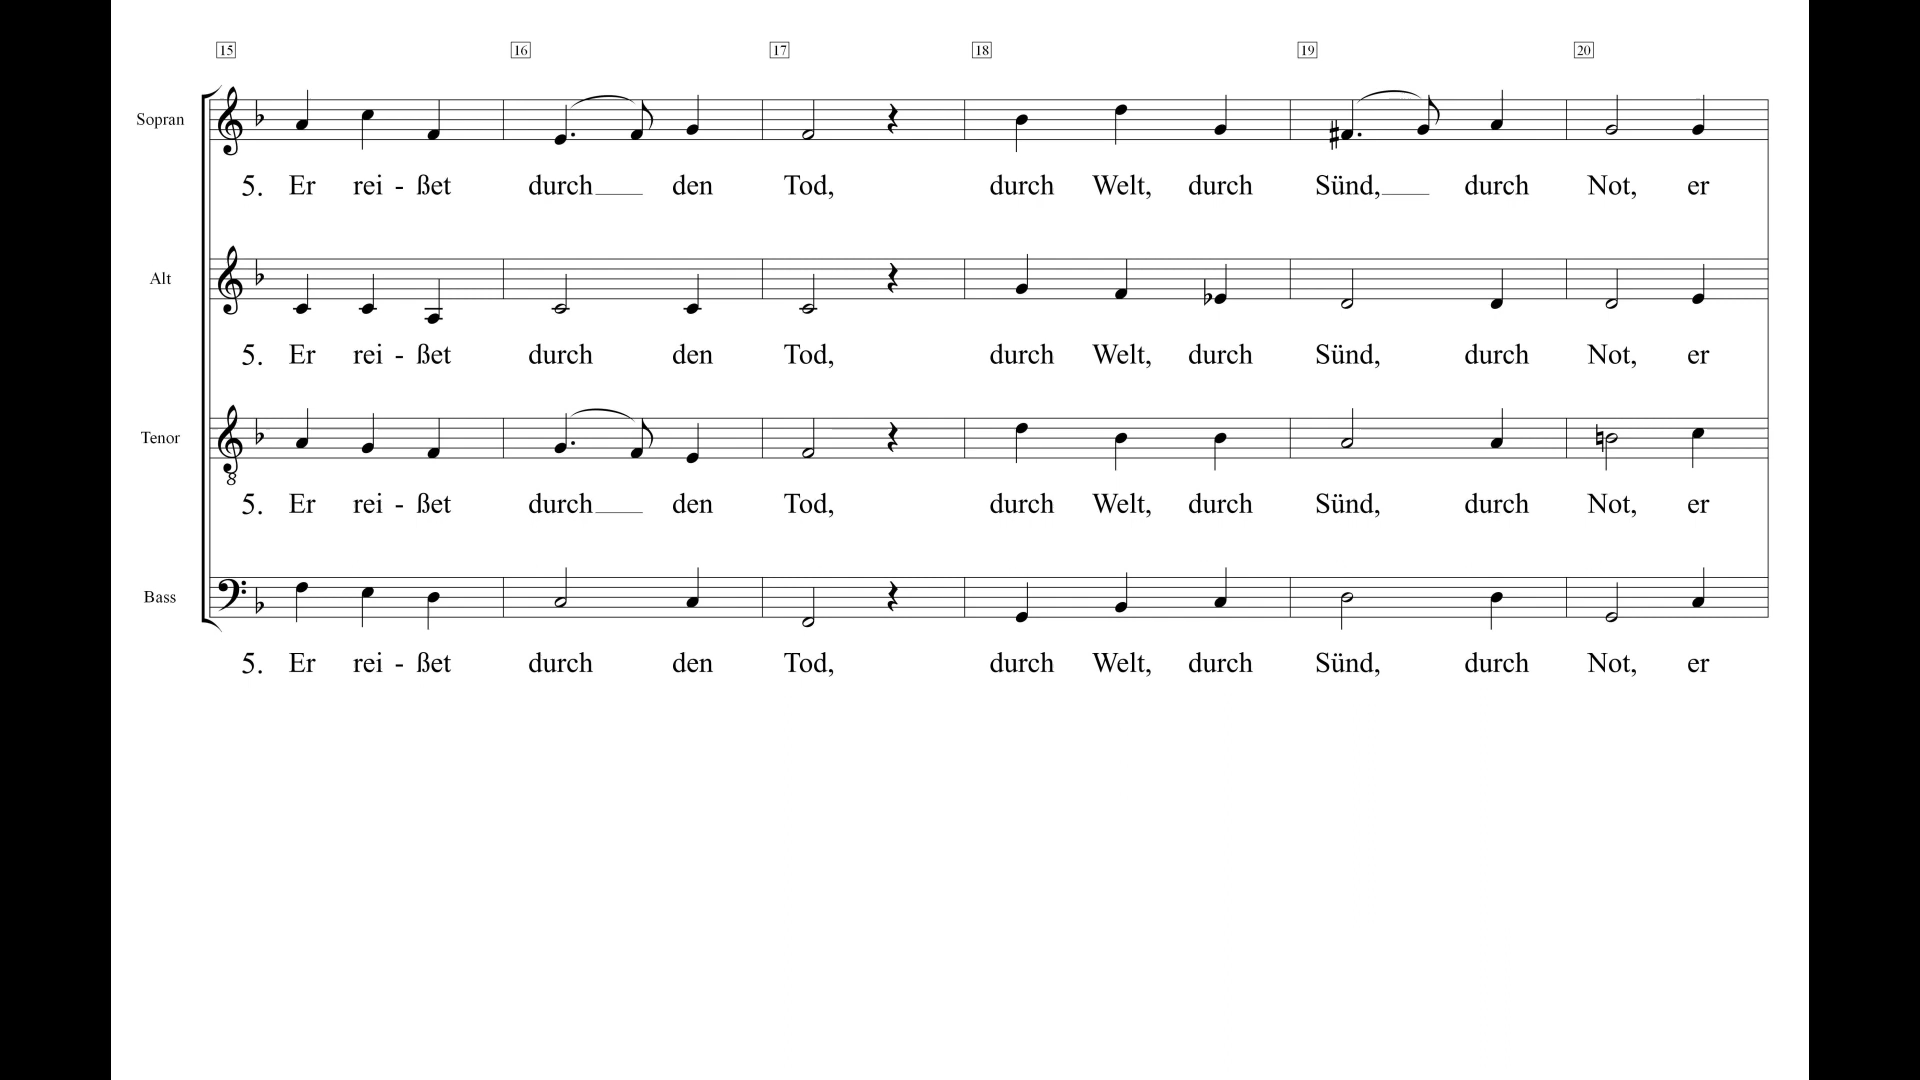 15 16 17 18 19 20
Sopran
5. Er rei - ßet durch den Tod, durch Welt, durch Sünd, durch Not, er
Alt
5. Er rei - ßet durch den Tod, durch Welt, durch Sünd, durch Not, er
Tenor
8
5. Er rei - ßet durch den Tod, durch Welt, durch Sünd, durch Not, er
Bass
5. Er rei - ßet durch den Tod, durch Welt, durch Sünd, durch Not, er